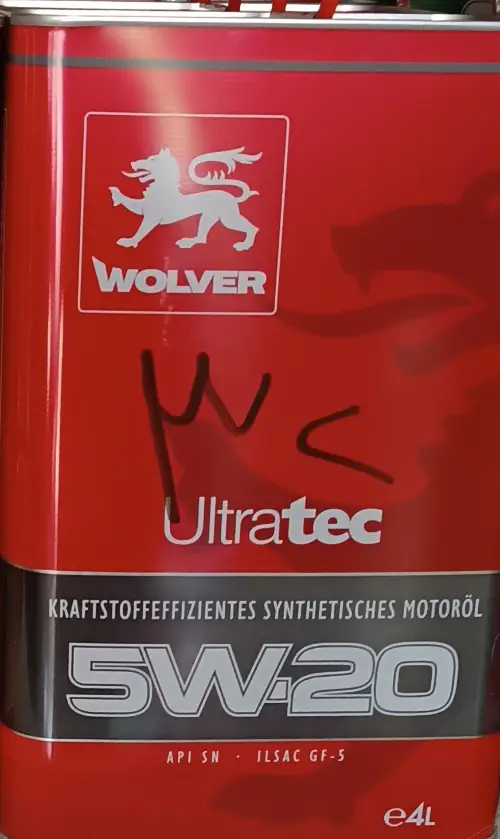 WOLVER
Ultratec
KRAFTSTOFFEFFIZIENTES SYNTHETISCHES MOTORÖL
5W-20
API SN · ILSAC GF-5
e4L